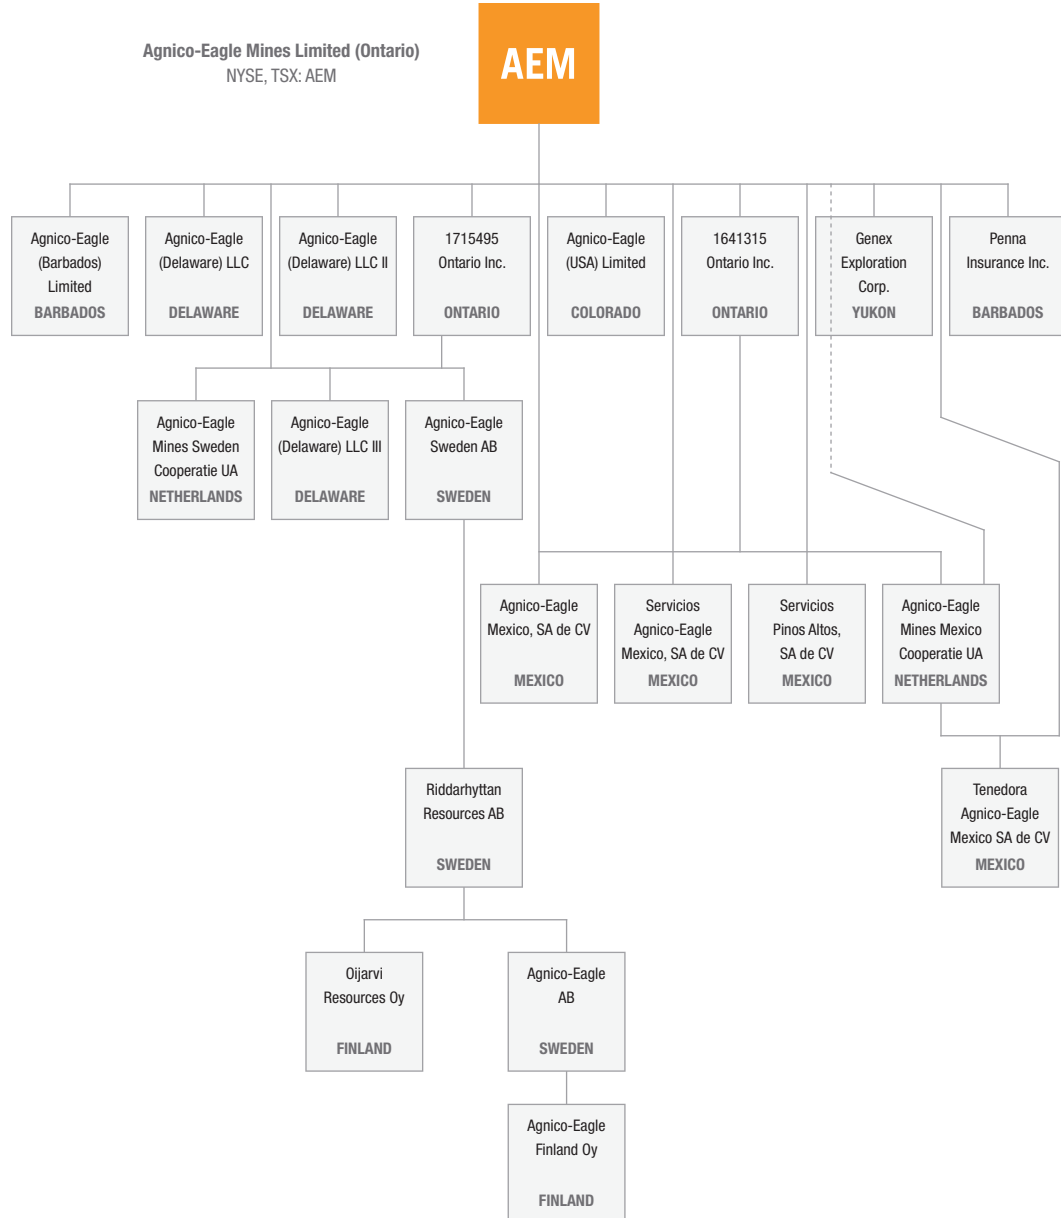 Agnico-Eagle Mines Limited (Ontario)
NYSE, TSX: AEM
AEM
Agnico-Eagle
(Barbados)
Limited
BARBADOS
Agnico-Eagle
(Delaware) LLC
DELAWARE
Agnico-Eagle
(Delaware) LLC II
DELAWARE
1715495
Ontario Inc.
ONTARIO
Agnico-Eagle
(USA) Limited
COLORADO
1641315
Ontario Inc.
ONTARIO
Genex
Exploration
Corp.
YUKON
Penna
Insurance Inc.
BARBADOS
Agnico-Eagle
Mines Sweden
Cooperatie UA
NETHERLANDS
Agnico-Eagle
(Delaware) LLC III
DELAWARE
Agnico-Eagle
Sweden AB
SWEDEN
Agnico-Eagle
Mexico, SA de CV
MEXICO
Servicios
Agnico-Eagle
Mexico, SA de CV
MEXICO
Servicios
Pinos Altos,
SA de CV
MEXICO
Agnico-Eagle
Mines Mexico
Cooperatie UA
NETHERLANDS
Riddarhyttan
Resources AB
SWEDEN
Tenedora
Agnico-Eagle
Mexico SA de CV
MEXICO
Oijarvi
Resources Oy
FINLAND
Agnico-Eagle
AB
SWEDEN
Agnico-Eagle
Finland Oy
FINLAND